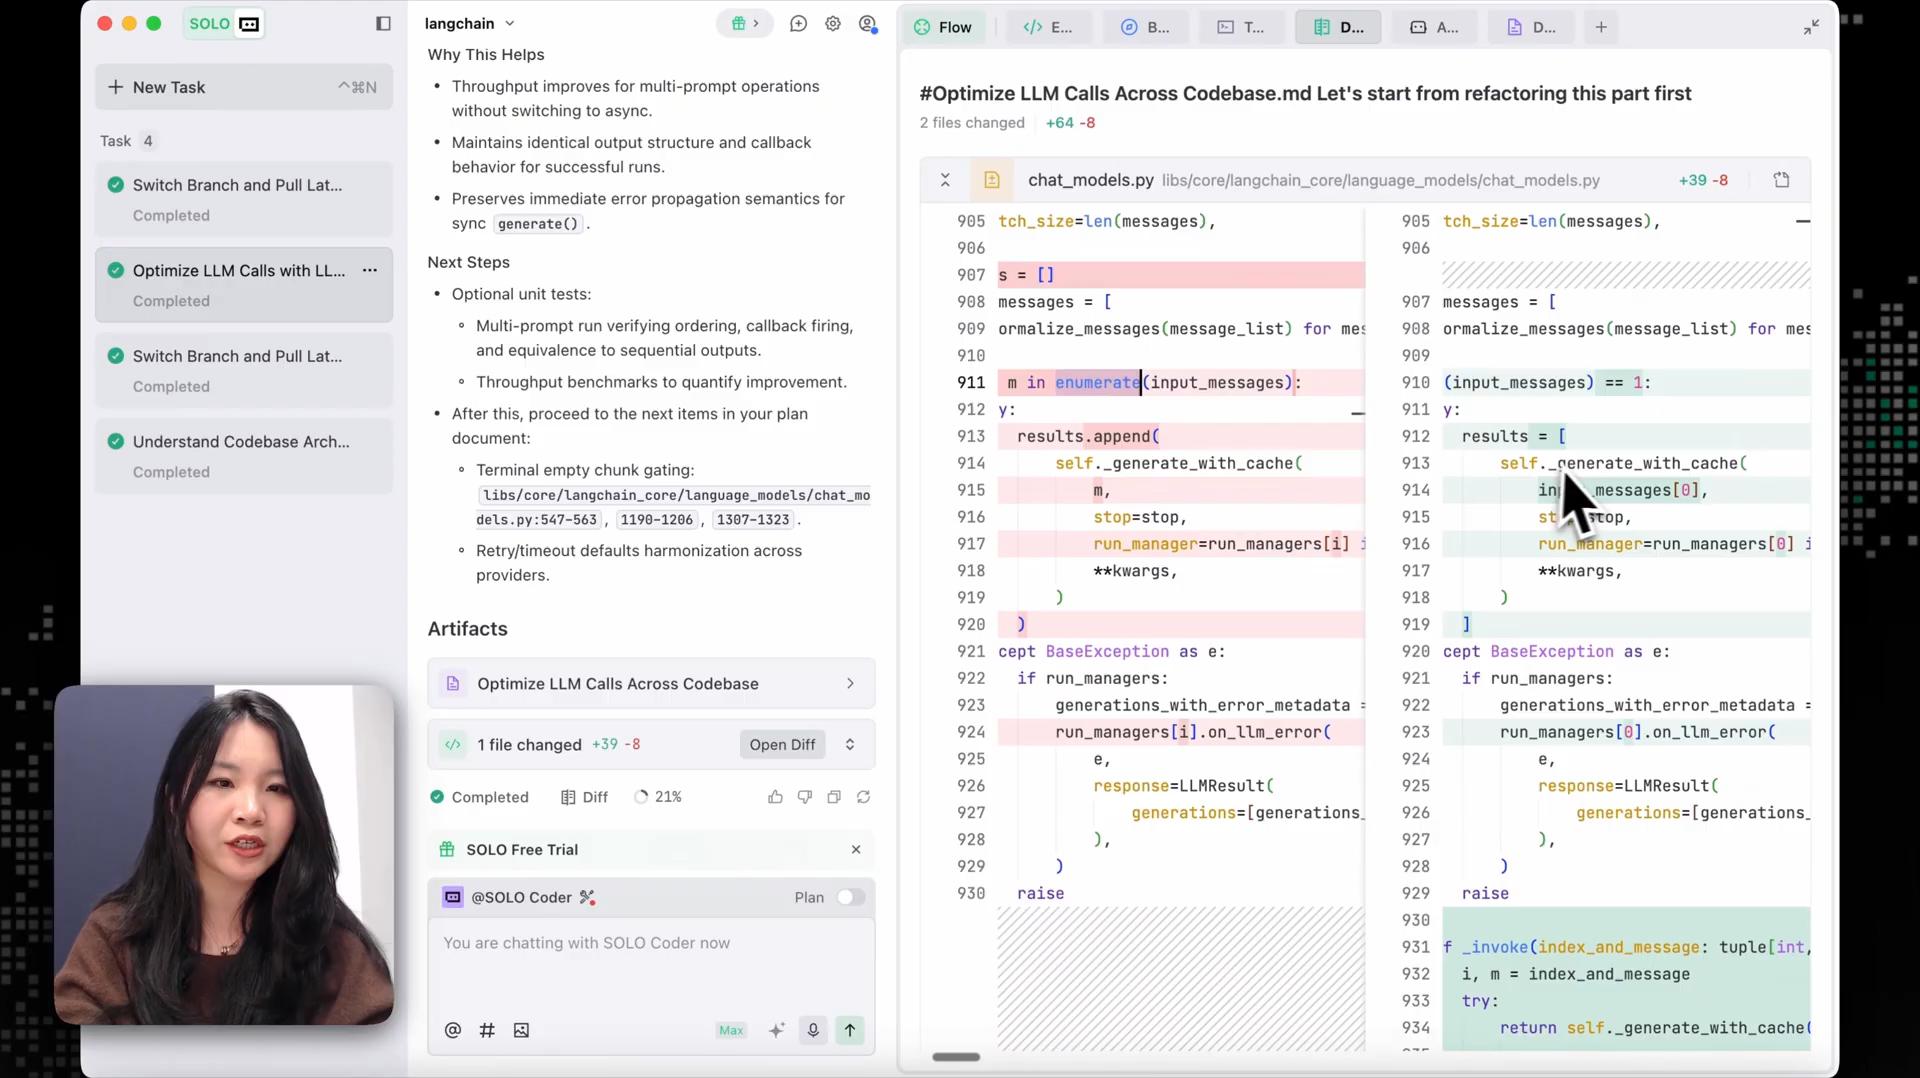 SOLO
New Task
^⌘N
Task 4
Switch Branch and Pull Lat...
Completed
Optimize LLM Calls with LL...
Completed
Switch Branch and Pull Lat...
Completed
Understand Codebase Arch...
Completed
langchain
Why This Helps
• Throughput improves for multi-prompt operations
without switching to async.
• Maintains identical output structure and callback
behavior for successful runs.
• Preserves immediate error propagation semantics for
sync generate() .
Next Steps
• Optional unit tests:
Multi-prompt run verifying ordering, callback firing,
and equivalence to sequential outputs.
Throughput benchmarks to quantify improvement.
• After this, proceed to the next items in your plan
document:
Terminal empty chunk gating:
libs/core/langchain_core/language_models/chat_mo
dels.py:547-563 , 1190-1206 , 1307-1323 .
Retry/timeout defaults harmonization across
providers.
Artifacts
Optimize LLM Calls Across Codebase
1 file changed +39 -8 Open Diff
Completed Diff 21%
SOLO Free Trial
@SOLO Coder Plan
You are chatting with SOLO Coder now
@ # Max
Flow </> E... B... T... D... A... D... +
#Optimize LLM Calls Across Codebase.md Let's start from refactoring this part first
2 files changed +64 -8
chat_models.py libs/core/langchain_core/language_models/chat_models.py +39 -8
905 tch_size=len(messages),
906
907 s = []
908 messages = [
909 ormalize_messages(message_list) for mes
910
911 m in enumerate(input_messages):
912 y:
913 results.append(
914 self._generate_with_cache(
915 m,
916 stop=stop,
917 run_manager=run_managers[i] i
918 **kwargs,
919 )
920 )
921 cept BaseException as e:
922 if run_managers:
923 generations_with_error_metadata =
924 run_managers[i].on_llm_error(
925 e,
926 response=LLMResult(
927 generations=[generations_
928 ),
929 )
930 raise
905 tch_size=len(messages),
906
907 messages = [
908 ormalize_messages(message_list) for mes
909
910 (input_messages) == 1:
911 y:
912 results = [
913 self._generate_with_cache(
914 in messages[0],
915 st top,
916 run_manager=run_managers[0] i
917 **kwargs,
918 )
919 ]
920 cept BaseException as e:
921 if run_managers:
922 generations_with_error_metadata =
923 run_managers[0].on_llm_error(
924 e,
925 response=LLMResult(
926 generations=[generations_
927 ),
928 )
929 raise
930
931 f _invoke(index_and_message: tuple[int,
932 i, m = index_and_message
933 try:
934 return self._generate_with_cache(